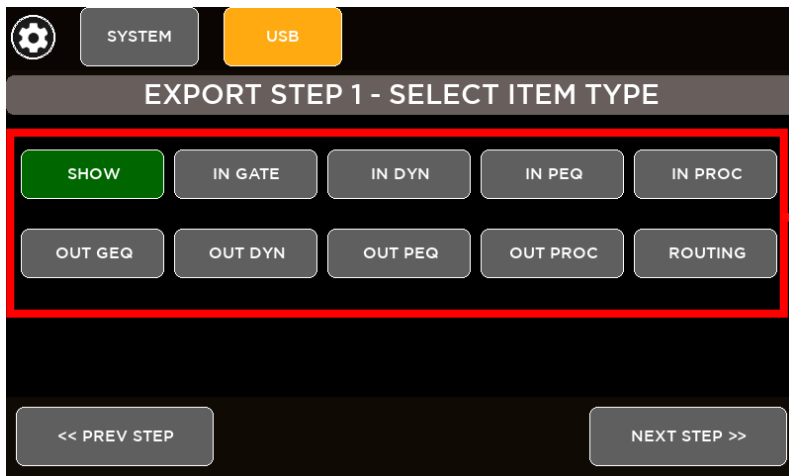 SYSTEM USB
EXPORT STEP 1 - SELECT ITEM TYPE
SHOW IN GATE IN DYN IN PEQ IN PROC
OUT GEQ OUT DYN OUT PEQ OUT PROC ROUTING
<< PREV STEP NEXT STEP >>